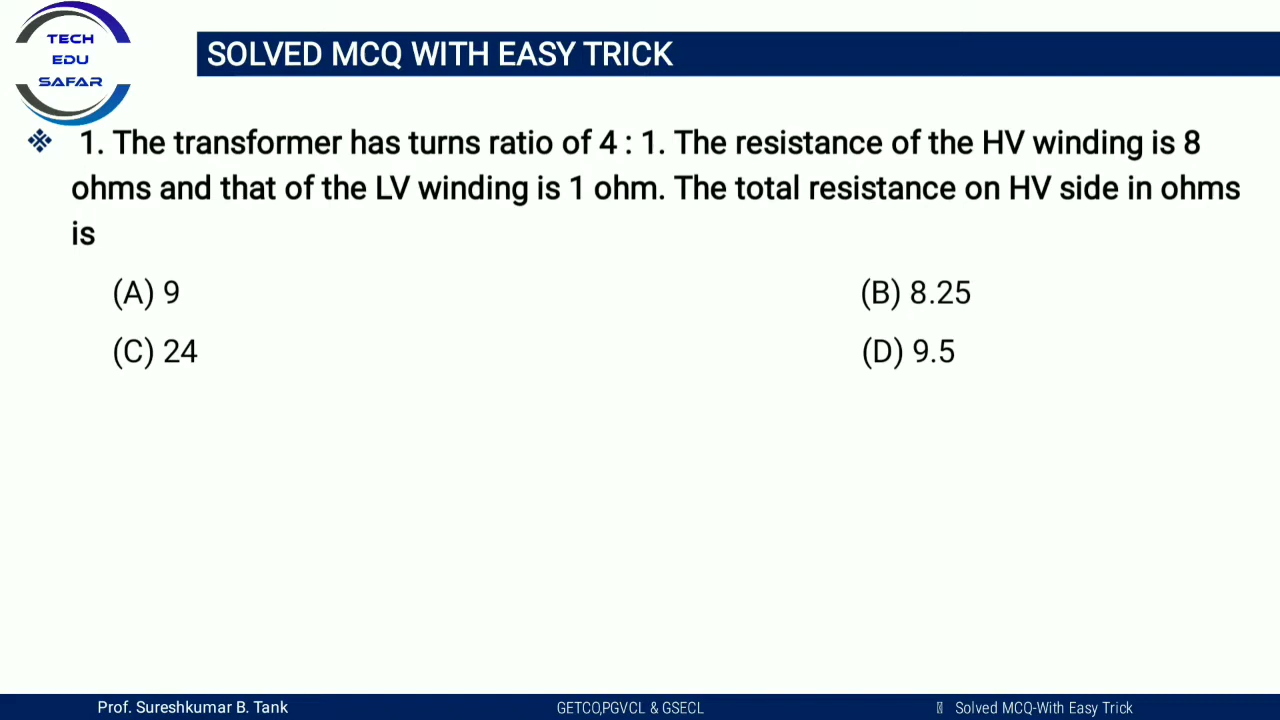 TECH
EDU
SAFAR
SOLVED MCQ WITH EASY TRICK
❖ 1. The transformer has turns ratio of 4 : 1. The resistance of the HV winding is 8
ohms and that of the LV winding is 1 ohm. The total resistance on HV side in ohms
is
(A) 9 (B) 8.25
(C) 24 (D) 9.5
Prof. Sureshkumar B. Tank GETCO,PGVCL & GSECL Solved MCQ-With Easy Trick